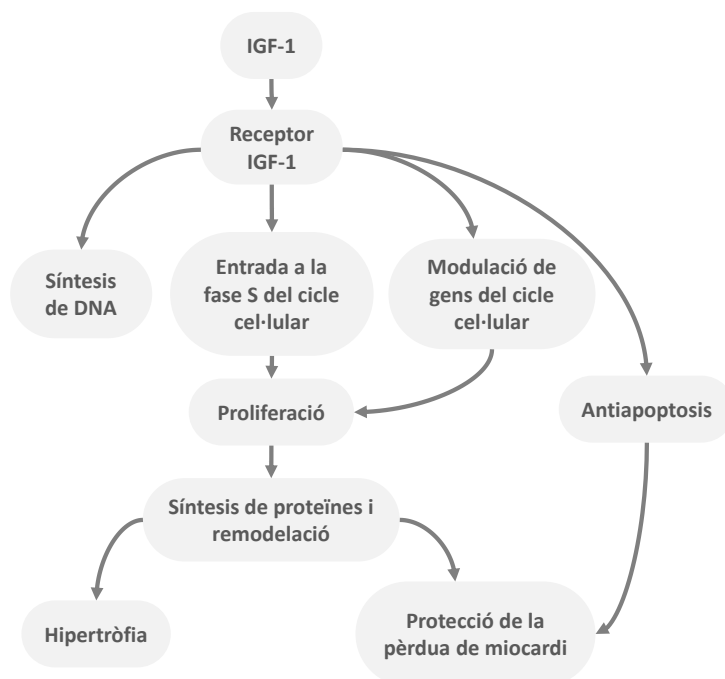 IGF-1
Receptor
IGF-1
Síntesis
de DNA
Entrada a la
fase S del cicle
cel·lular
Modulació de
gens del cicle
cel·lular
Proliferació
Antiapoptosis
Síntesis de proteïnes i
remodelació
Hipertròfia
Protecció de la
pèrdua de miocardi